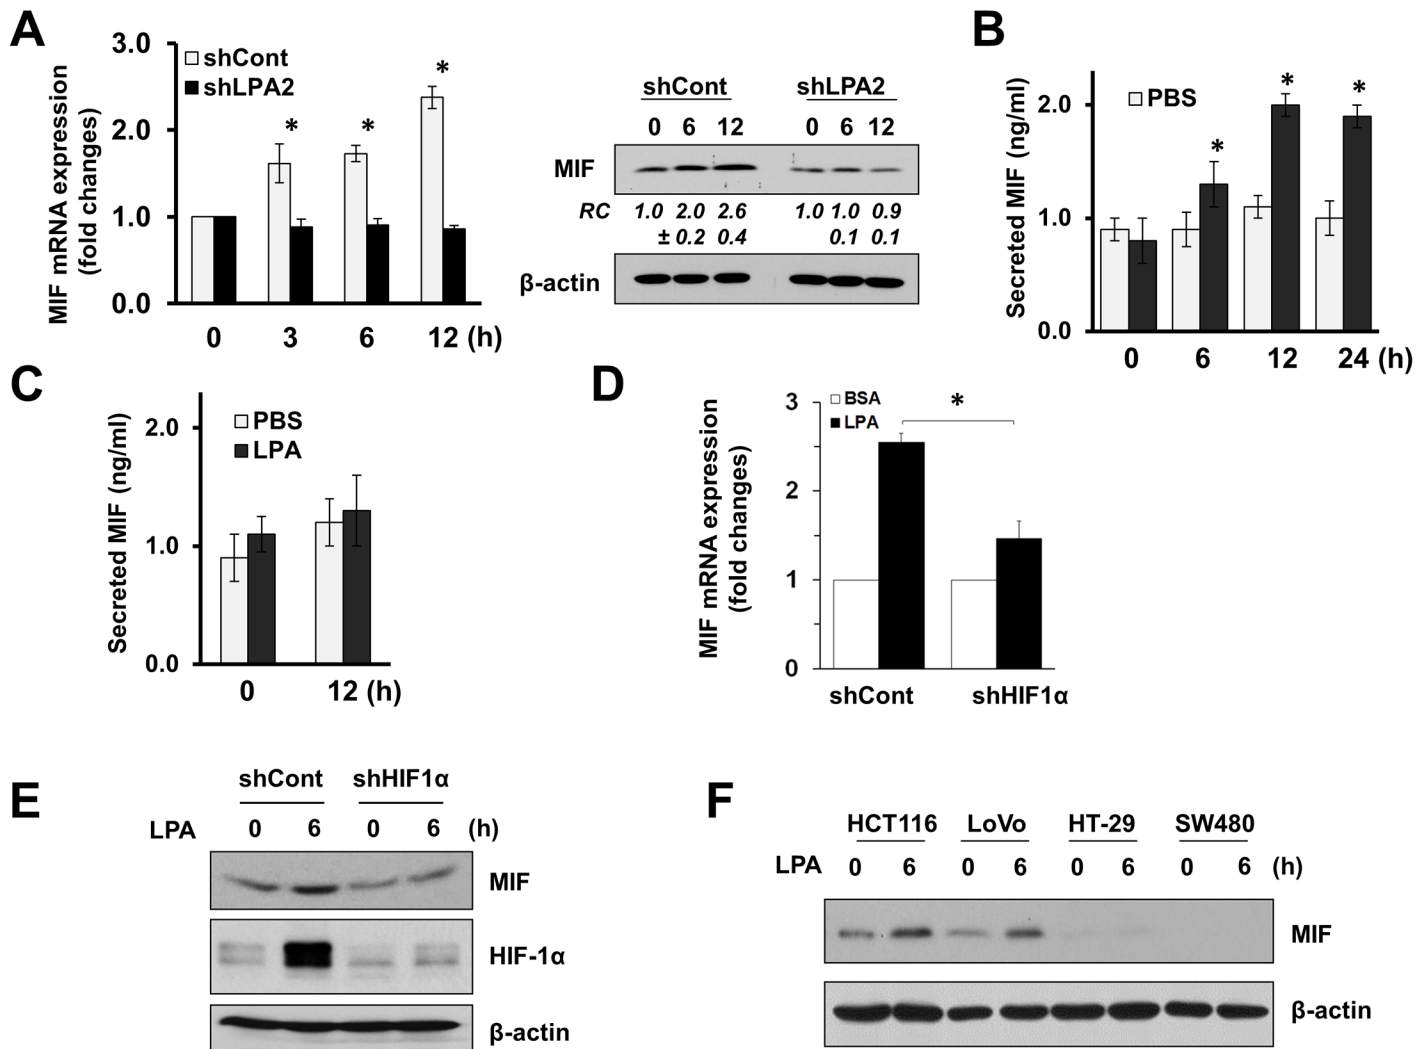 A
MIF mRNA expression
(fold changes)
3.0
2.0
1.0
0.0
shCont
shLPA2
*
*
*
0 3 6 12 (h)
shCont shLPA2
0 6 12 0 6 12
MIF
RC 1.0 2.0 2.6 1.0 1.0 0.9
± 0.2 0.4 0.1 0.1
β-actin
B
Secreted MIF (ng/ml)
2.0
1.0
0.0
PBS
*
*
*
0 6 12 24 (h)
C
Secreted MIF (ng/ml)
2.0
1.0
0.0
PBS
LPA
0 12 (h)
D
MIF mRNA expression
(fold changes)
3
2
1
0
BSA
LPA
*
shCont shHIF1α
E
shCont shHIF1α
LPA 0 6 0 6 (h)
MIF
HIF-1α
β-actin
F
HCT116 LoVo HT-29 SW480
LPA 0 6 0 6 0 6 0 6 (h)
MIF
β-actin